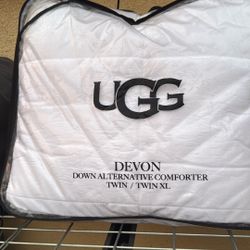 UGG
DEVON
DOWN ALTERNATIVE COMFORTER
TWIN / TWIN XL